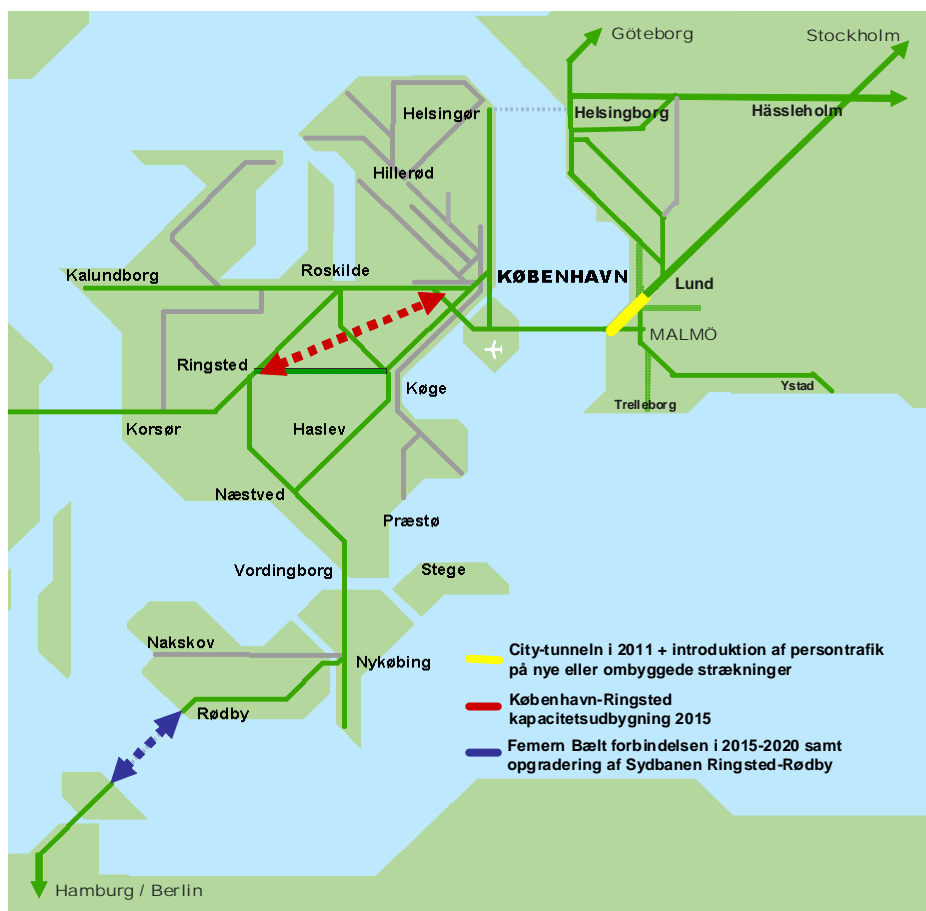 Göteborg
Stockholm
Helsingør
Helsingborg
Hässleholm
Hillerød
Kalundborg
Roskilde
KØBENHAVN
Lund
MALMÖ
Ringsted
Køge
Ystad
Trelleborg
Korsør
Haslev
Næstved
Præstø
Vordingborg
Stege
Nakskov
Nykøbing
Rødby
City-tunneln i 2011 + introduktion af persontrafik
på nye eller ombyggede strækninger
København-Ringsted
kapacitetsudbygning 2015
Femern Bælt forbindelsen i 2015-2020 samt
opgradering af Sydbanen Ringsted-Rødby
Hamburg / Berlin